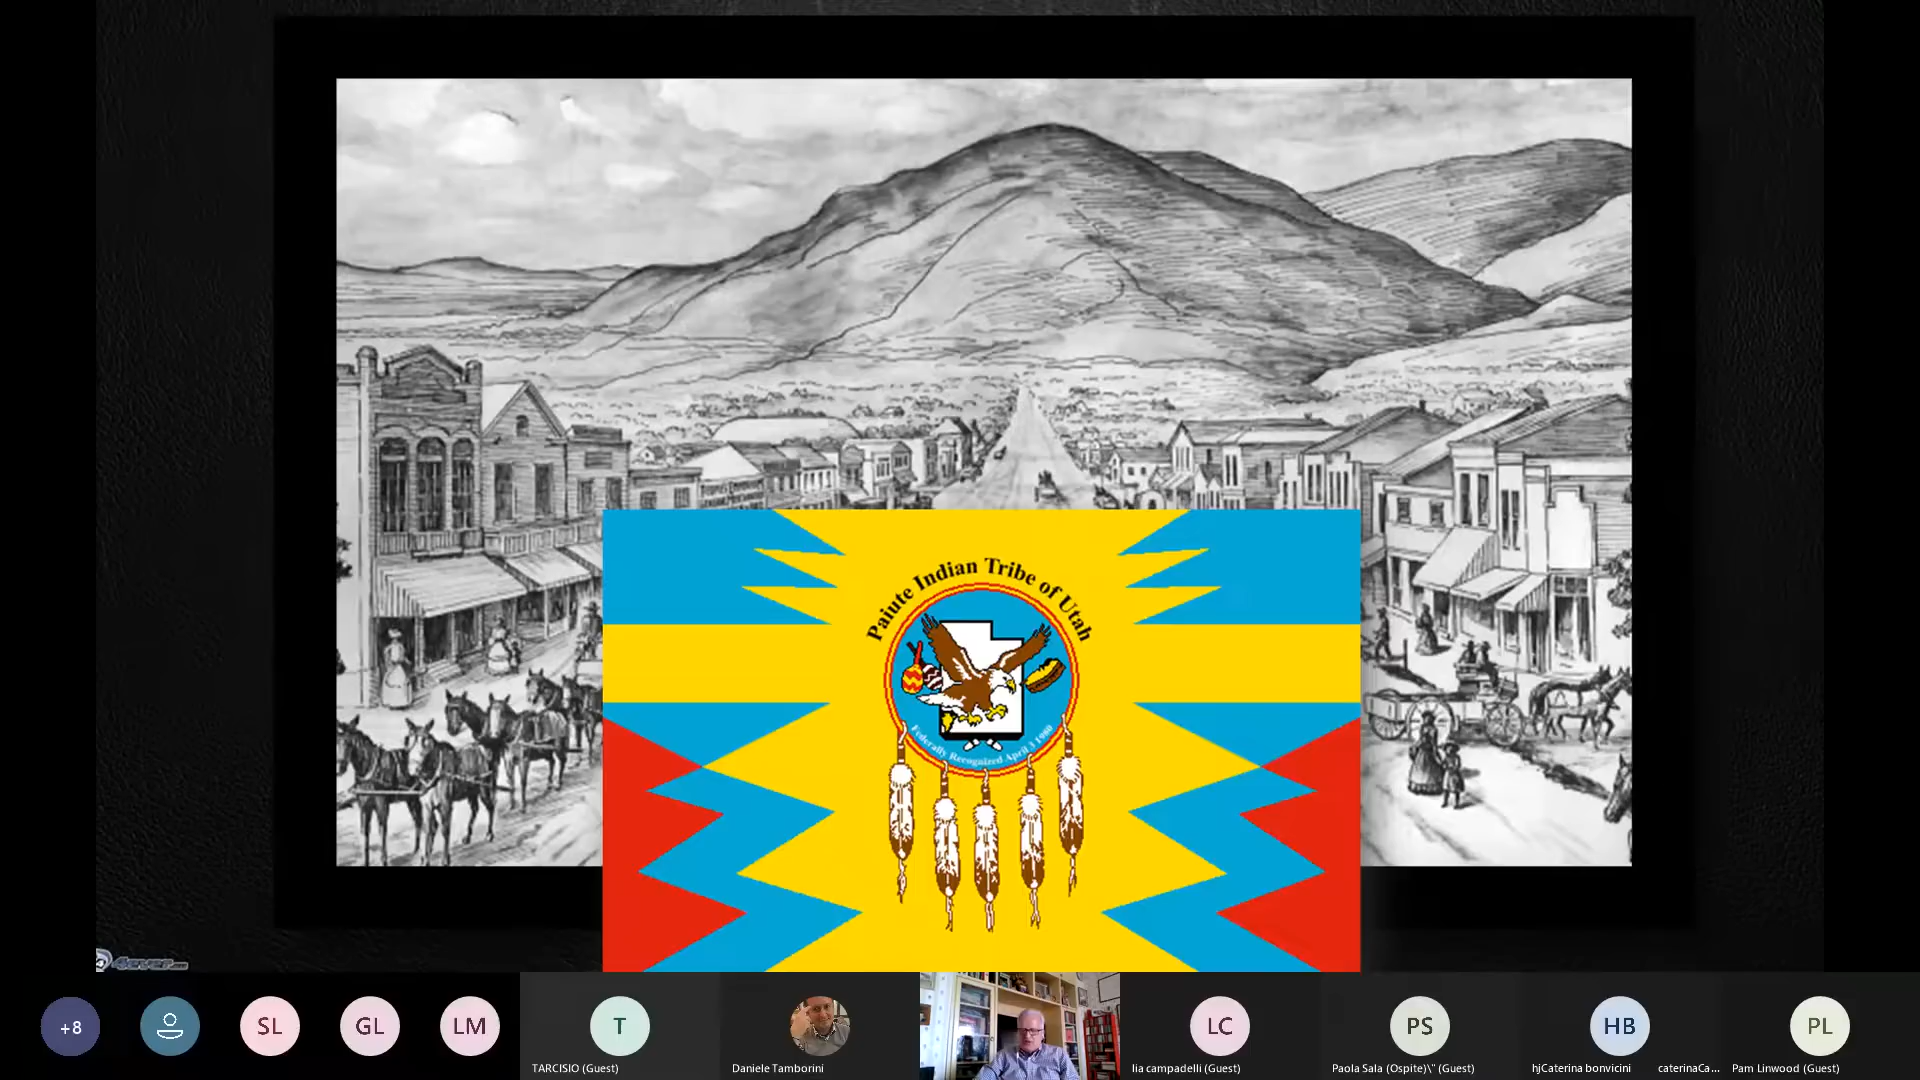 Paiute Indian Tribe of Utah
Federally Recognized April 3 1980
4ever
+8
SL
GL
LM
T
LC
PS
HB
PL
TARCISIO (Guest)
Daniele Tamborini
lia campadelli (Guest)
Paola Sala (Ospite)\" (Guest)
hjCaterina bonvicini
caterinaCa...
Pam Linwood (Guest)